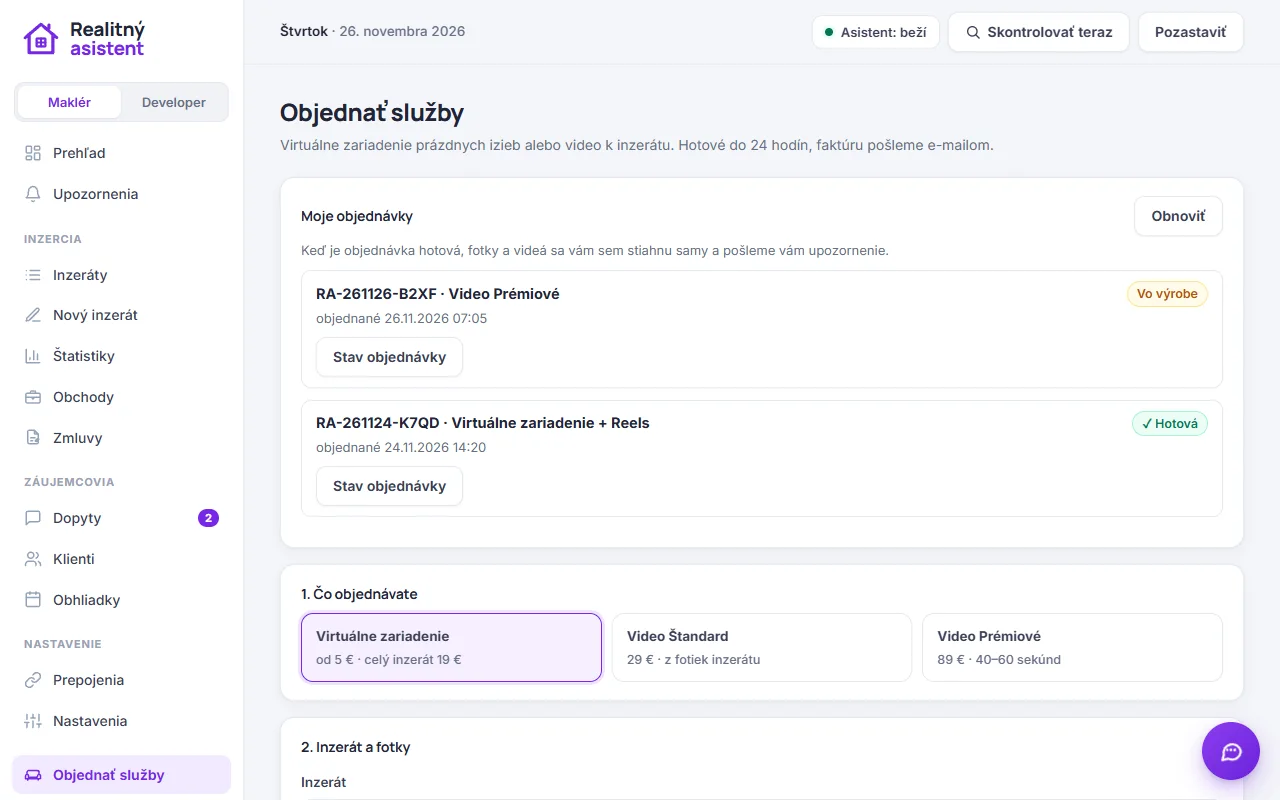 Realitný
asistent
Maklér
Developer
Prehľad
Upozornenia
INZERCIA
Inzeráty
Nový inzerát
Štatistiky
Obchody
Zmluvy
ZÁUJEMCOVIA
Dopyty
2
Klienti
Obhliadky
NASTAVENIE
Prepojenia
Nastavenia
Objednať služby
Štvrtok · 26. novembra 2026
Asistent: beží
Skontrolovať teraz
Pozastaviť
Objednať služby
Virtuálne zariadenie prázdnych izieb alebo video k inzerátu. Hotové do 24 hodín, faktúru pošleme e-mailom.
Moje objednávky
Obnoviť
Keď je objednávka hotová, fotky a videá sa vám sem stiahnu samy a pošleme vám upozornenie.
RA-261126-B2XF · Video Prémiové
Vo výrobe
objednané 26.11.2026 07:05
Stav objednávky
RA-261124-K7QD · Virtuálne zariadenie + Reels
✓ Hotová
objednané 24.11.2026 14:20
Stav objednávky
1. Čo objednávate
Virtuálne zariadenie
od 5 € · celý inzerát 19 €
Video Štandard
29 € · z fotiek inzerátu
Video Prémiové
89 € · 40–60 sekúnd
2. Inzerát a fotky
Inzerát